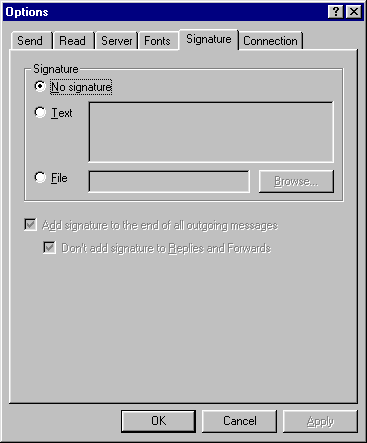 Options
Send Read Server Fonts Signature Connection
Signature
No signature
Text
File Browse...
Add signature to the end of all outgoing messages
Don't add signature to Replies and Forwards
OK Cancel Apply